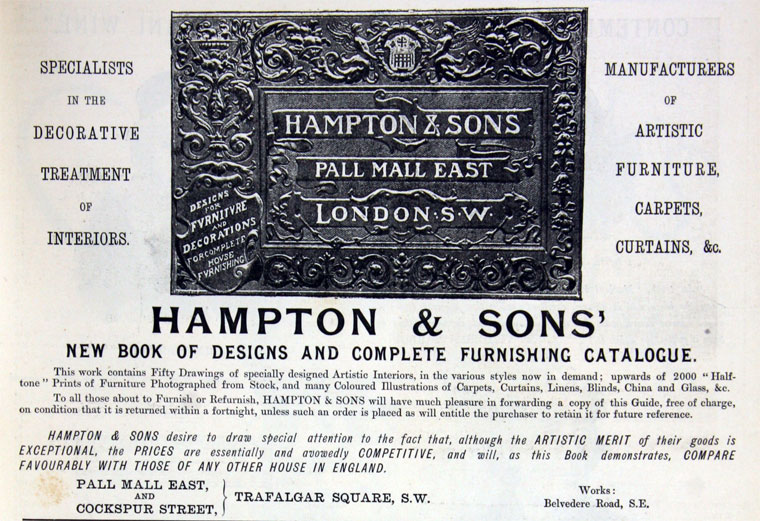 SPECIALISTS
IN THE
DECORATIVE
TREATMENT
OF
INTERIORS.
HAMPTON & SONS
PALL MALL EAST
LONDON·S·W·
DESIGNS
FOR
FVRNITVRE
AND
DECORATIONS
FOR COMPLETE
HOUSE
FVRNISHING
MANUFACTURERS
OF
ARTISTIC
FURNITURE,
CARPETS,
CURTAINS, &c.
HAMPTON & SONS'
NEW BOOK OF DESIGNS AND COMPLETE FURNISHING CATALOGUE.
This work contains Fifty Drawings of specially designed Artistic Interiors, in the various styles now in demand; upwards of 2000 "Half-
tone" Prints of Furniture Photographed from Stock, and many Coloured Illustrations of Carpets, Curtains, Linens, Blinds, China and Glass, &c.
To all those about to Furnish or Refurnish, HAMPTON & SONS will have much pleasure in forwarding a copy of this Guide, free of charge,
on condition that it is returned within a fortnight, unless such an order is placed as will entitle the purchaser to retain it for future reference.
HAMPTON & SONS desire to draw special attention to the fact that, although the ARTISTIC MERIT of their goods is
EXCEPTIONAL, the PRICES are essentially and avowedly COMPETITIVE, and will, as this Book demonstrates, COMPARE
FAVOURABLY WITH THOSE OF ANY OTHER HOUSE IN ENGLAND.
PALL MALL EAST,
AND
COCKSPUR STREET,
TRAFALGAR SQUARE, S.W.
Works:
Belvedere Road, S.E.